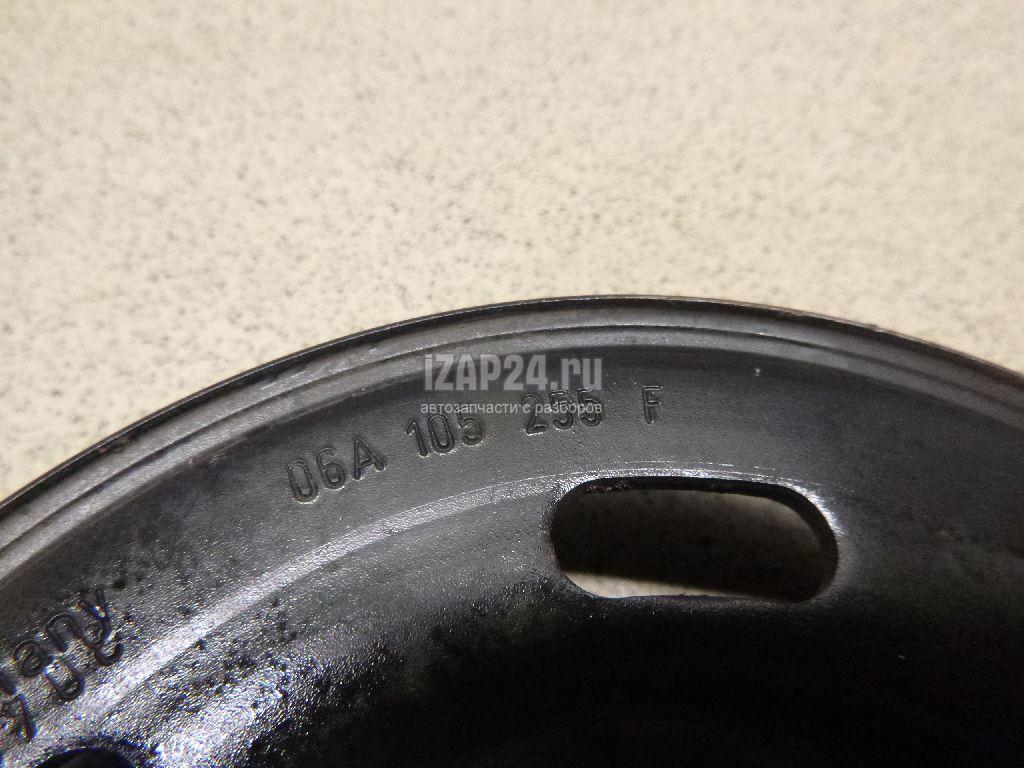 iZAP24.ru
автозапчасти с разборов
06A 105 255 F